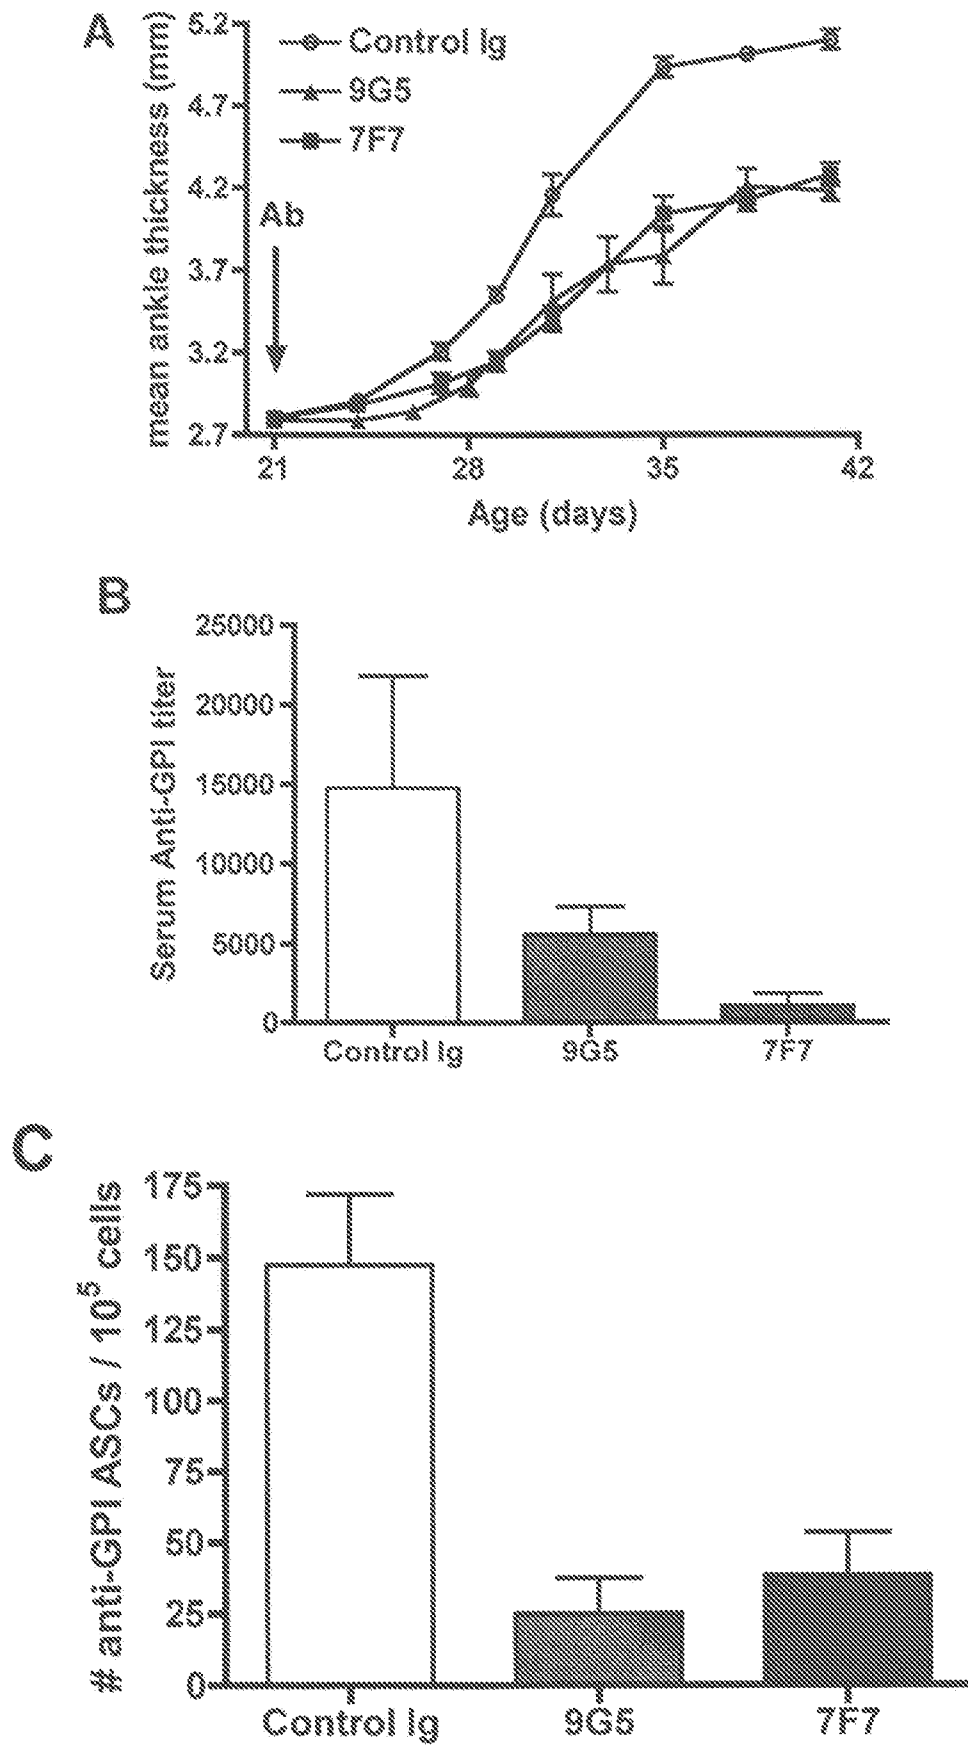 A
mean ankle thickness (mm)
5.2
4.7
4.2
3.7
3.2
2.7
Control Ig
9G5
7F7
Ab
21 28 35 42
Age (days)
B
Serum Anti-GPI titer
25000
20000
15000
10000
5000
0
Control Ig 9G5 7F7
C
# anti-GPI ASCs / 10⁵ cells
175
150
125
100
75
50
25
0
Control Ig 9G5 7F7